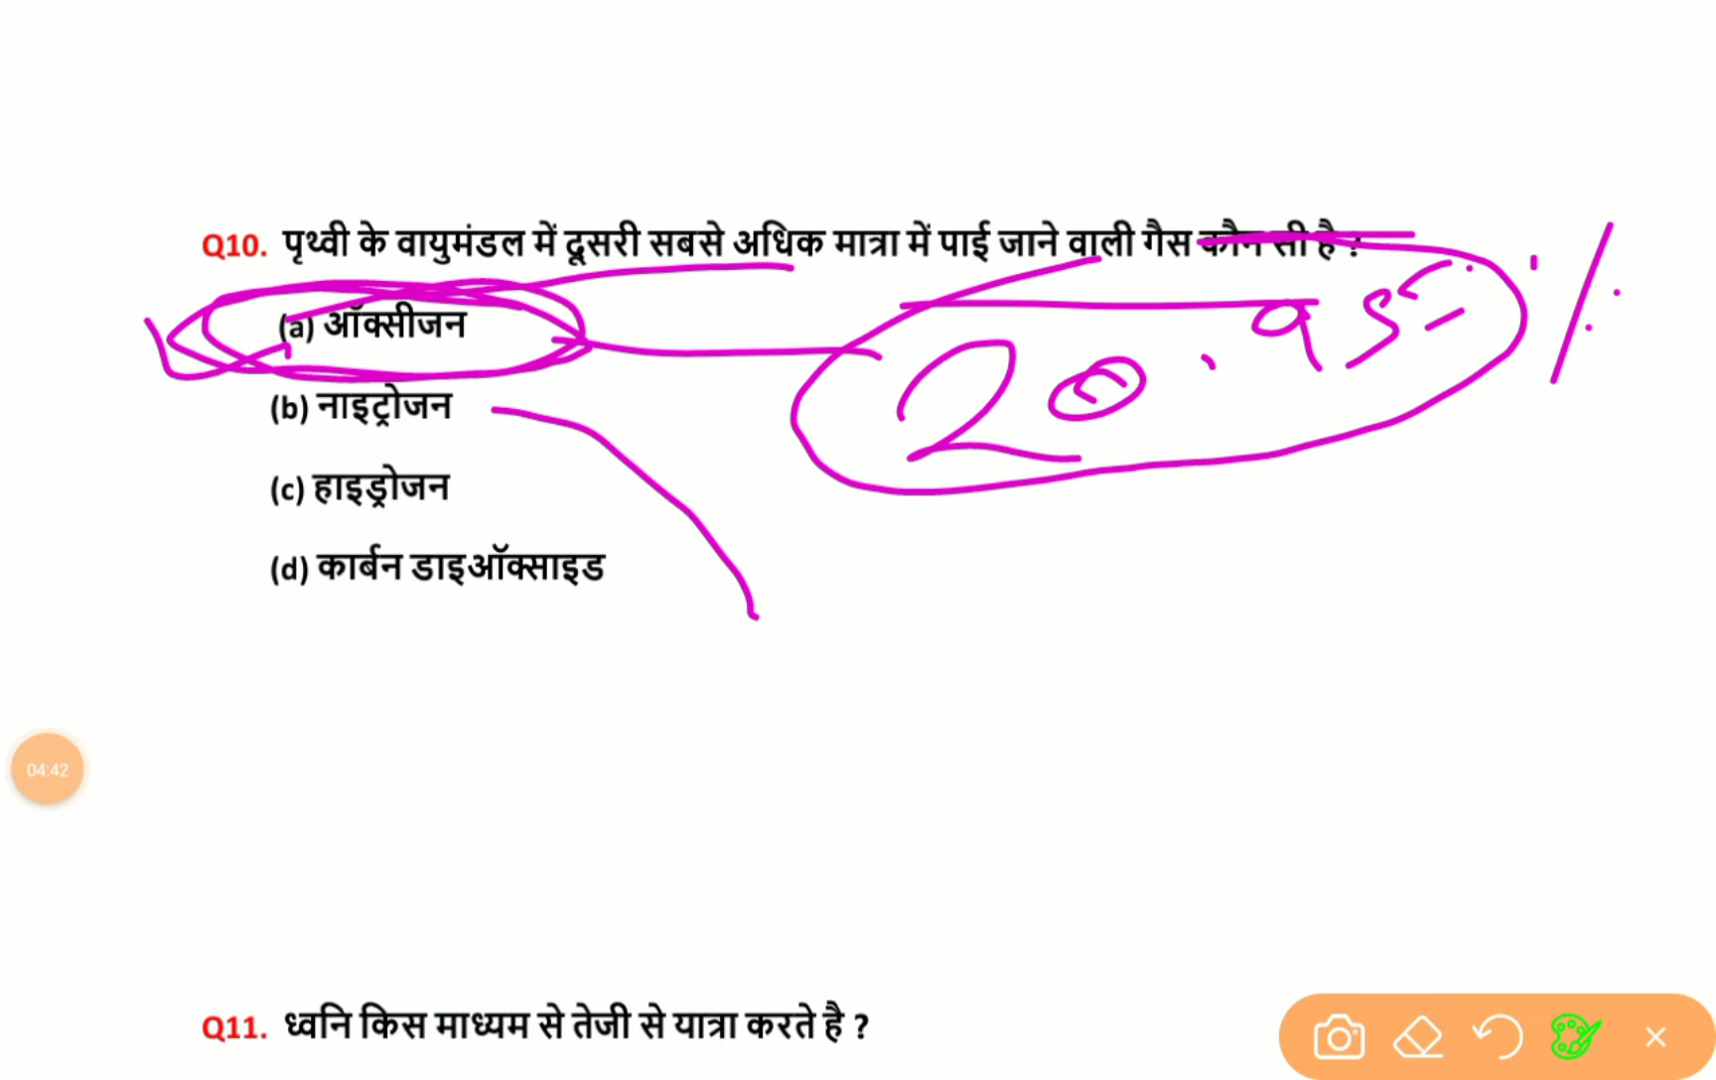 Q10. पृथ्वी के वायुमंडल में दूसरी सबसे अधिक मात्रा में पाई जाने वाली गैस कौन सी है ?
(a) ऑक्सीजन
20.95%
(b) नाइट्रोजन
(c) हाइड्रोजन
(d) कार्बन डाइऑक्साइड
04:42
Q11. ध्वनि किस माध्यम से तेजी से यात्रा करते है ?